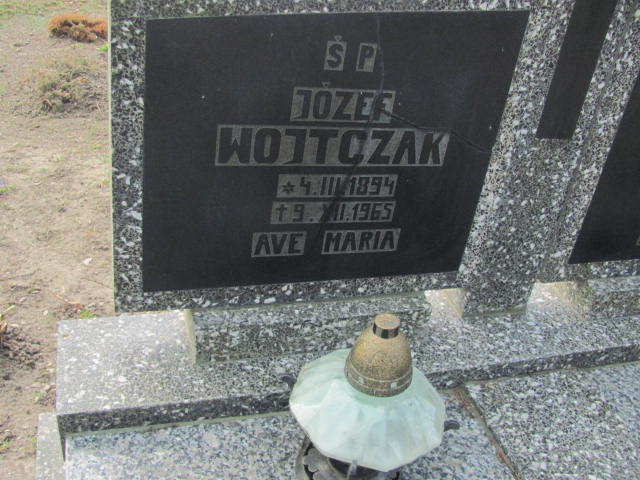 Ś P
JÓZEF
WOJTCZAK
* 4.III.1894
† 9.XII.1965
AVE MARIA